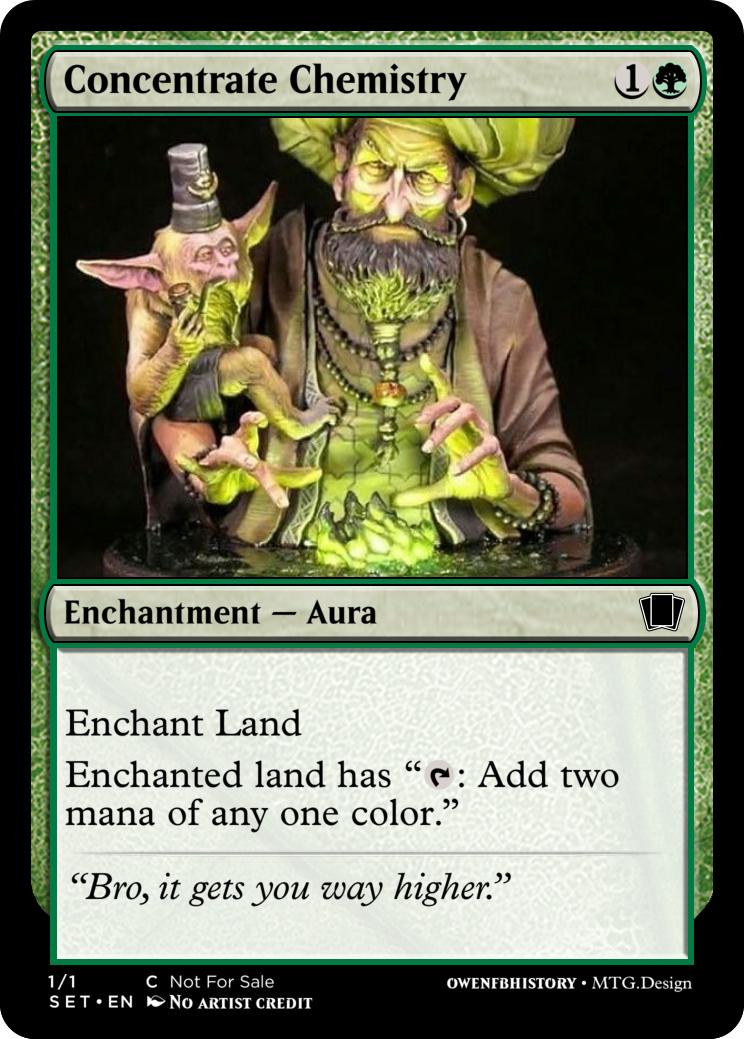 Concentrate Chemistry 1
Enchantment — Aura
Enchant Land
Enchanted land has “ : Add two
mana of any one color.”
“Bro, it gets you way higher.”
1/1 C Not For Sale OWENFBHISTORY • MTG.Design
SET • EN NO ARTIST CREDIT